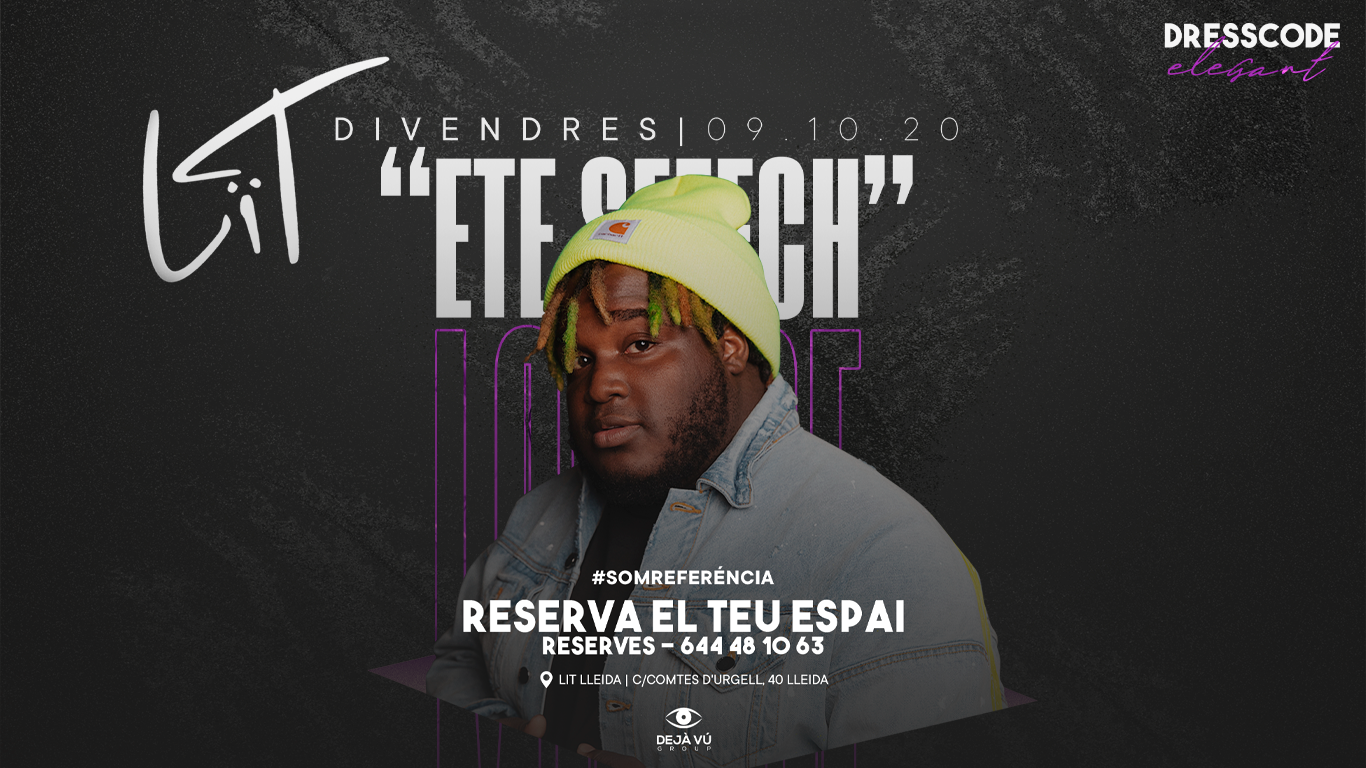 DRESSCODE
elegant
LiT
DIVENDRES|09.10.20
“ETE SEEECH”
#SOMREFERÉNCIA
RESERVA EL TEU ESPAI
RESERVES - 644 48 10 63
LIT LLEIDA | C/COMTES D'URGELL, 40 LLEIDA
DEJÀ VÚ
GROUP